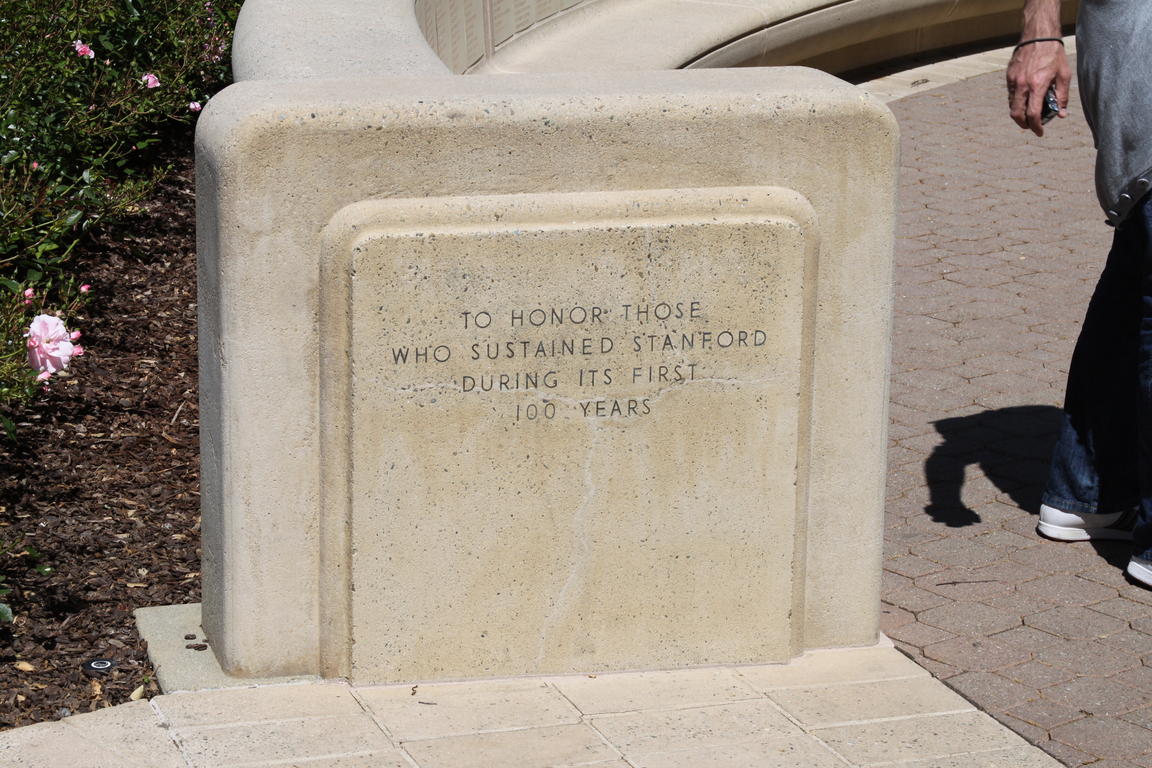 TO HONOR THOSE
WHO SUSTAINED STANFORD
DURING ITS FIRST
100 YEARS